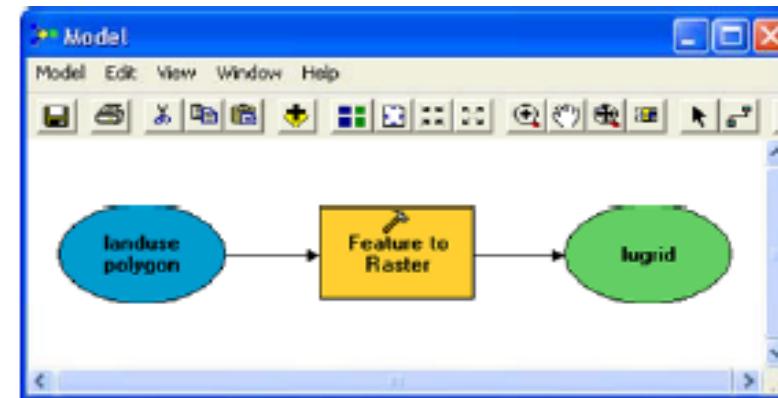 Model
Model Edit View Window Help
landuse
polygon
Feature to
Raster
lugrid